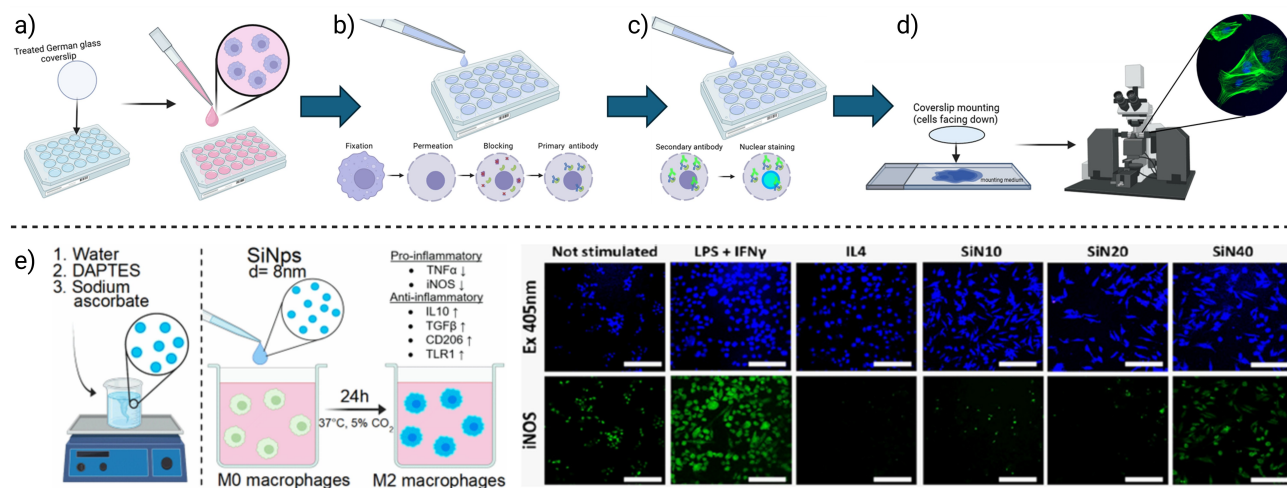 a)
Treated German glass
coverslip
b)
Fixation
Permeation
Blocking
Primary antibody
c)
Secondary antibody
Nuclear staining
d)
Coverslip mounting
(cells facing down)
mounting medium
e)
1. Water
2. DAPTES
3. Sodium
ascorbate
SiNps
d= 8nm
Pro-inflammatory
• TNFα ↓
• iNOS ↓
Anti-inflammatory
• IL10 ↑
• TGFβ ↑
• CD206 ↑
• TLR1 ↑
24h
37°C, 5% CO2
M0 macrophages
M2 macrophages
Not stimulated
LPS + IFNγ
IL4
SiN10
SiN20
SiN40
Ex 405nm
iNOS